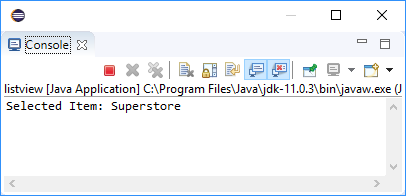 Console
listview [Java Application] C:\Program Files\Java\jdk-11.0.3\bin\javaw.exe (J
Selected Item: Superstore